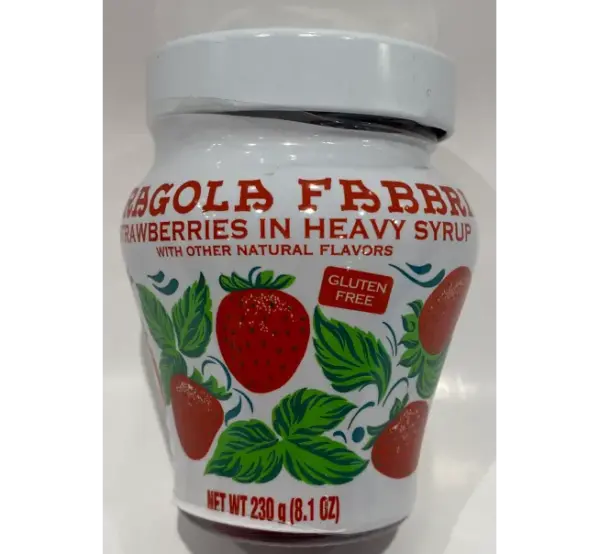 RAGOLA FABBRI
TRAWBERRIES IN HEAVY SYRUP
WITH OTHER NATURAL FLAVORS
GLUTEN
FREE
NET WT 230 g (8.1 OZ)